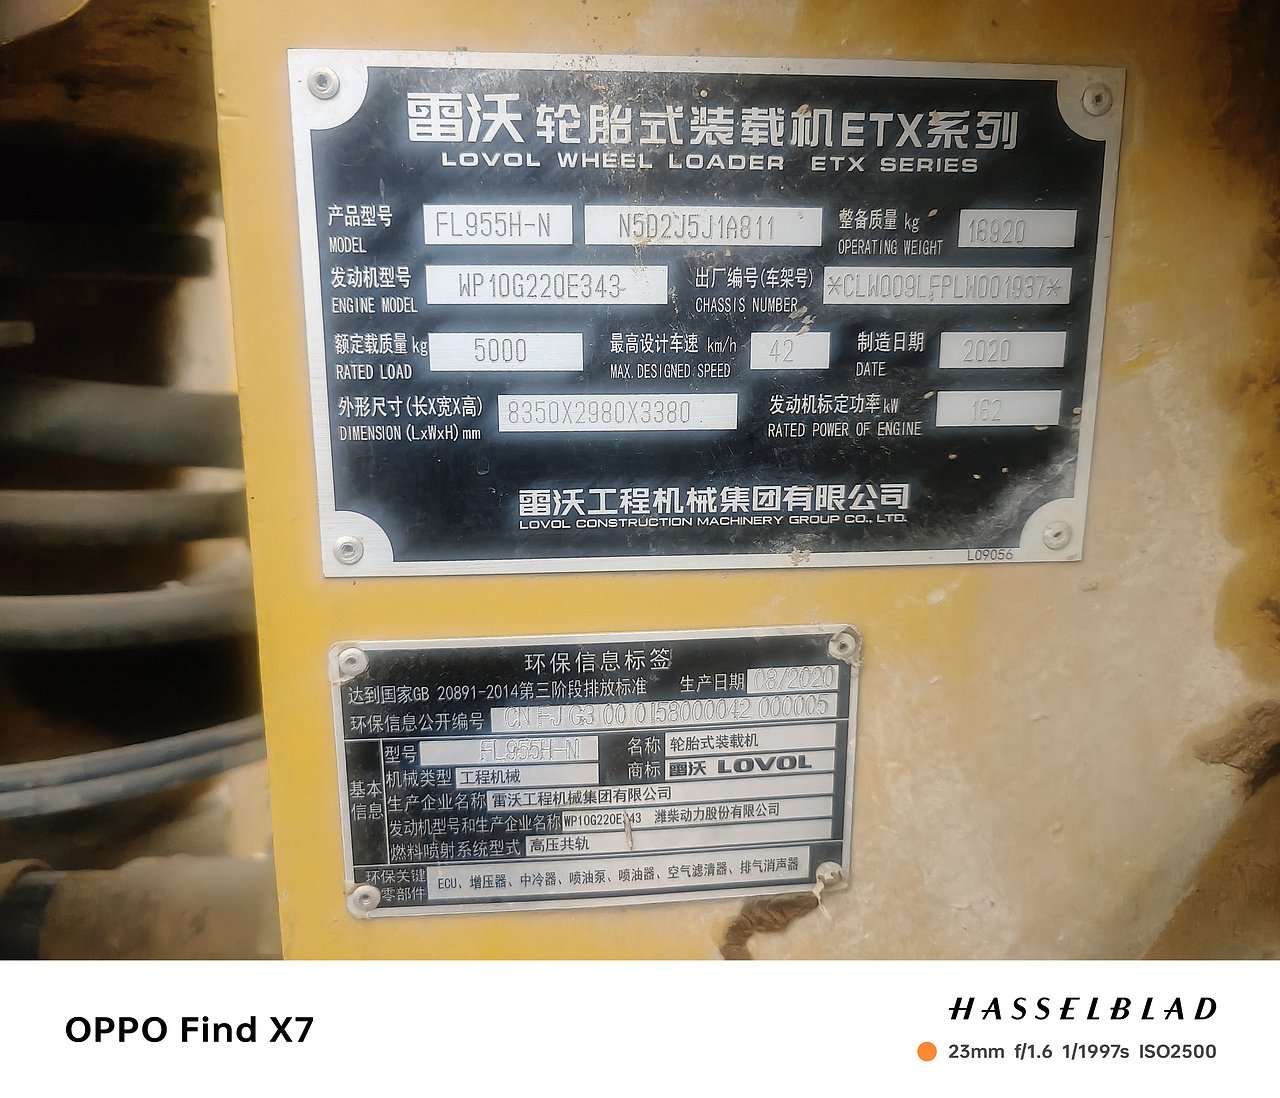 雷沃 轮胎式装载机ETX系列
LOVOL WHEEL LOADER ETX SERIES
产品型号 FL955H-N N5D2J5J1A811 整备质量 kg 16920
MODEL OPERATING WEIGHT
发动机型号 WP10G220E343 出厂编号(车架号) *CLW009LFPLW001937*
ENGINE MODEL CHASSIS NUMBER
额定载质量 kg 5000 最高设计车速 km/h 42 制造日期 2020
RATED LOAD MAX.DESIGNED SPEED DATE
外形尺寸(长X宽X高) 8350X2980X3380 发动机标定功率 kW 162
DIMENSION(LxWxH)mm RATED POWER OF ENGINE
雷沃工程机械集团有限公司
LOVOL CONSTRUCTION MACHINERY GROUP CO., LTD.
L09056
环保信息标签
达到国家GB 20891-2014第三阶段排放标准 生产日期 08/2020
环保信息公开编号 CN FJ G3 00 0158000042 000005
基本信息
型号 FL955H-N 名称 轮胎式装载机
机械类型 工程机械 商标 雷沃 LOVOL
生产企业名称 雷沃工程机械集团有限公司
发动机型号和生产企业名称 WP10G220E343 潍柴动力股份有限公司
燃料喷射系统型式 高压共轨
环保关键零部件 ECU、增压器、中冷器、喷油泵、喷油器、空气滤清器、排气消声器
OPPO Find X7
HASSELBLAD
23mm f/1.6 1/1997s ISO2500